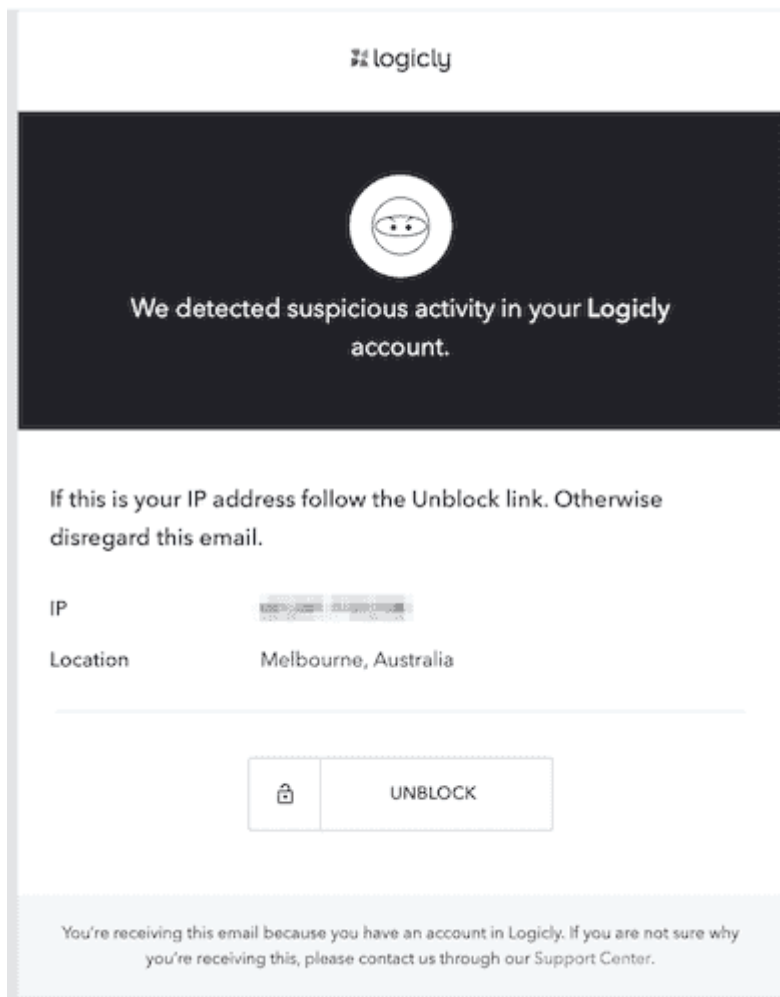 logicly
We detected suspicious activity in your Logicly
account.
If this is your IP address follow the Unblock link. Otherwise
disregard this email.
IP
Location Melbourne, Australia
UNBLOCK
You're receiving this email because you have an account in Logicly. If you are not sure why
you're receiving this, please contact us through our Support Center.